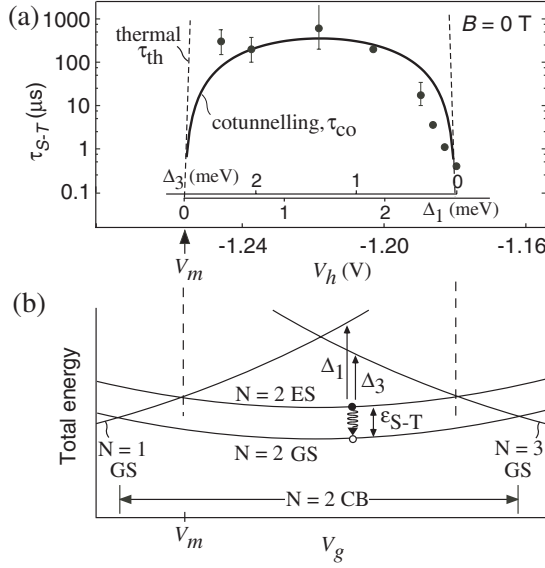 (a)
thermal
τth
B = 0 T
1000
100
10
1
0.1
τS-T (μs)
cotunnelling, τco
Δ3 (meV) 2 1 0
0 1 2 Δ1 (meV)
Vm -1.24 -1.20 -1.16
Vh (V)
(b)
Total energy
Δ1
Δ3
N = 2 ES
εS-T
N = 1
GS
N = 2 GS
N = 3
GS
N = 2 CB
Vm
Vg